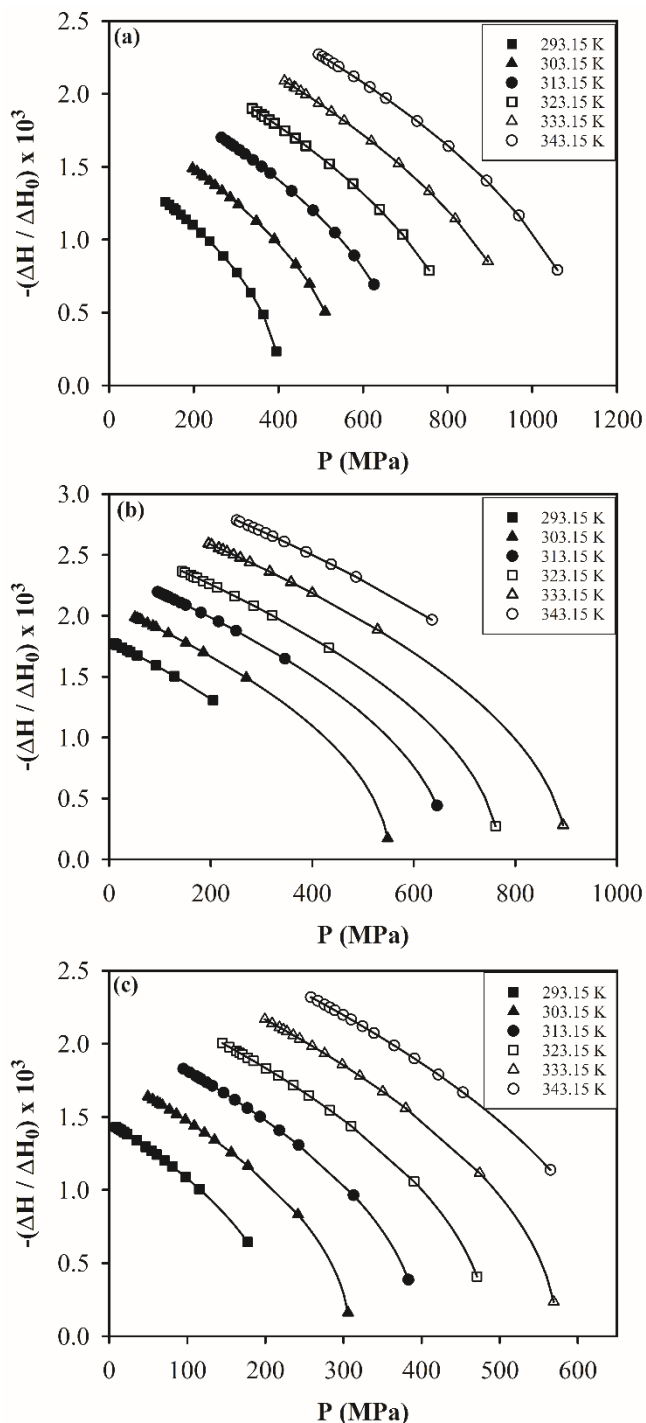 (a)
293.15 K
303.15 K
313.15 K
323.15 K
333.15 K
343.15 K
2.5
2.0
1.5
1.0
0.5
0.0
-(ΔH / ΔH₀) x 10³
0 200 400 600 800 1000 1200
P (MPa)
(b)
293.15 K
303.15 K
313.15 K
323.15 K
333.15 K
343.15 K
3.0
2.5
2.0
1.5
1.0
0.5
0.0
-(ΔH / ΔH₀) x 10³
0 200 400 600 800 1000
P (MPa)
(c)
293.15 K
303.15 K
313.15 K
323.15 K
333.15 K
343.15 K
2.5
2.0
1.5
1.0
0.5
0.0
-(ΔH / ΔH₀) x 10³
0 100 200 300 400 500 600
P (MPa)